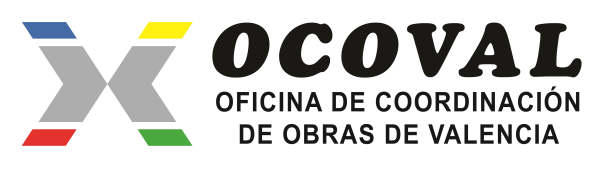 OCOVAL
OFICINA DE COORDINACIÓN
DE OBRAS DE VALENCIA